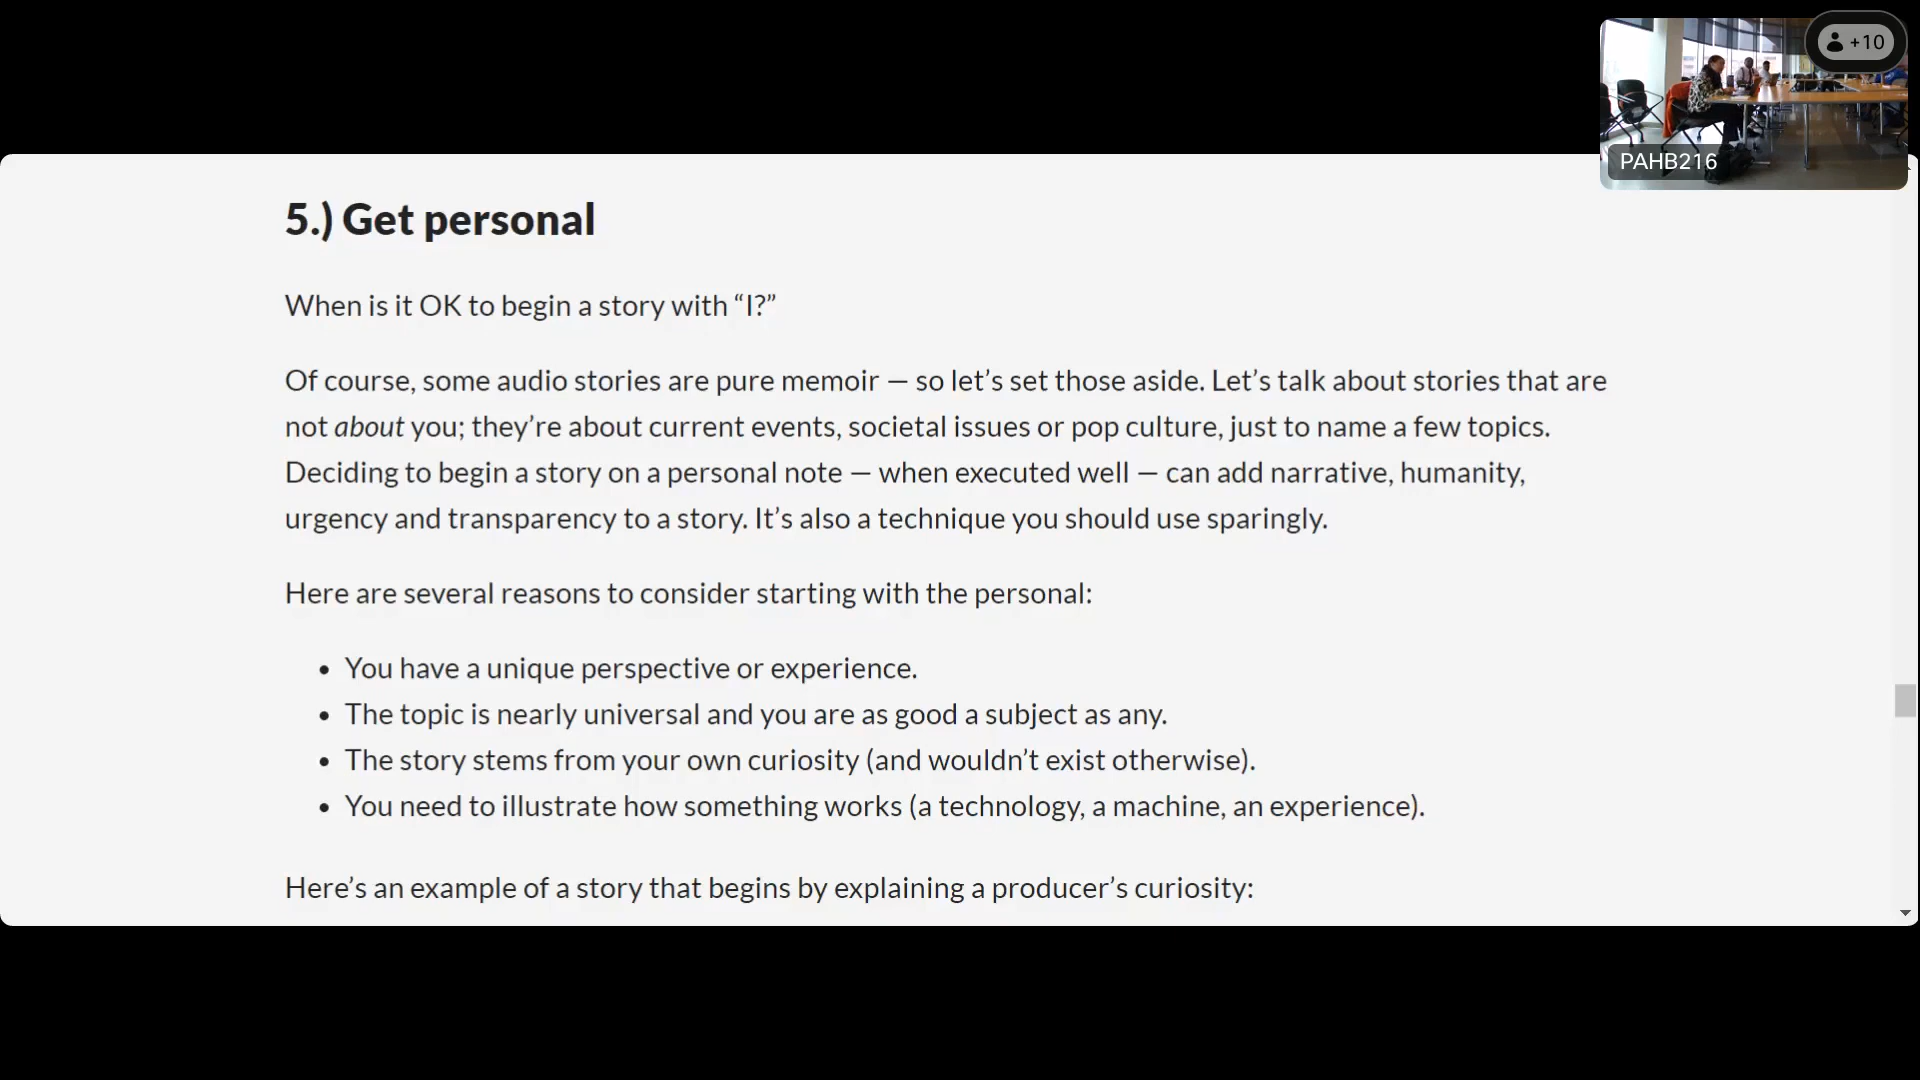 +10
PAHB216
5.) Get personal
When is it OK to begin a story with “I?”
Of course, some audio stories are pure memoir — so let’s set those aside. Let’s talk about stories that are
not about you; they’re about current events, societal issues or pop culture, just to name a few topics.
Deciding to begin a story on a personal note — when executed well — can add narrative, humanity,
urgency and transparency to a story. It’s also a technique you should use sparingly.
Here are several reasons to consider starting with the personal:
• You have a unique perspective or experience.
• The topic is nearly universal and you are as good a subject as any.
• The story stems from your own curiosity (and wouldn’t exist otherwise).
• You need to illustrate how something works (a technology, a machine, an experience).
Here’s an example of a story that begins by explaining a producer’s curiosity: